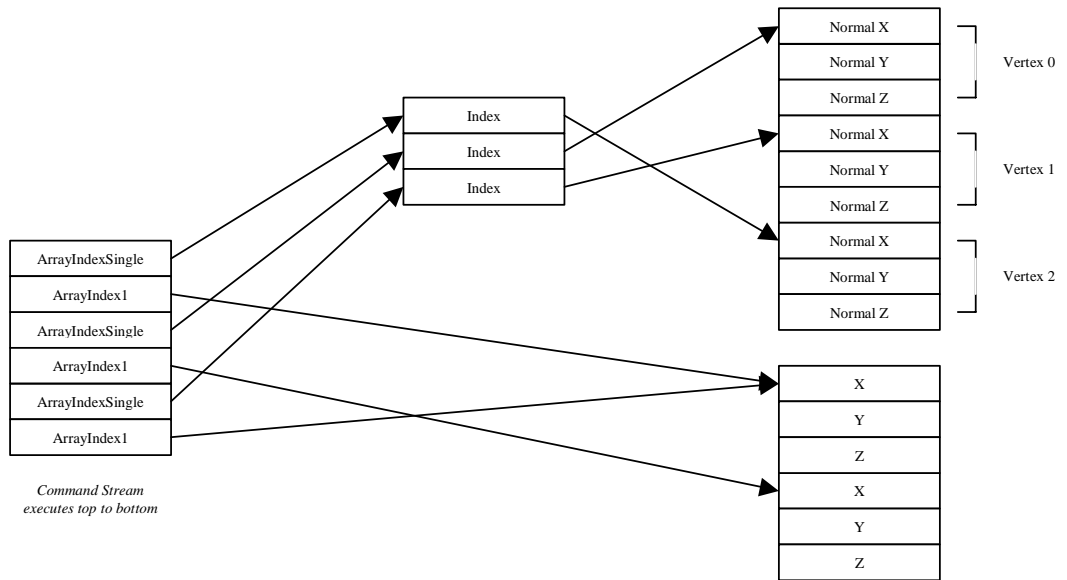 Normal X
Normal Y
Normal Z
Normal X
Normal Y
Normal Z
Normal X
Normal Y
Normal Z
Vertex 0
Vertex 1
Vertex 2
Index
Index
Index
ArrayIndexSingle
ArrayIndex1
ArrayIndexSingle
ArrayIndex1
ArrayIndexSingle
ArrayIndex1
Command Stream
executes top to bottom
X
Y
Z
X
Y
Z